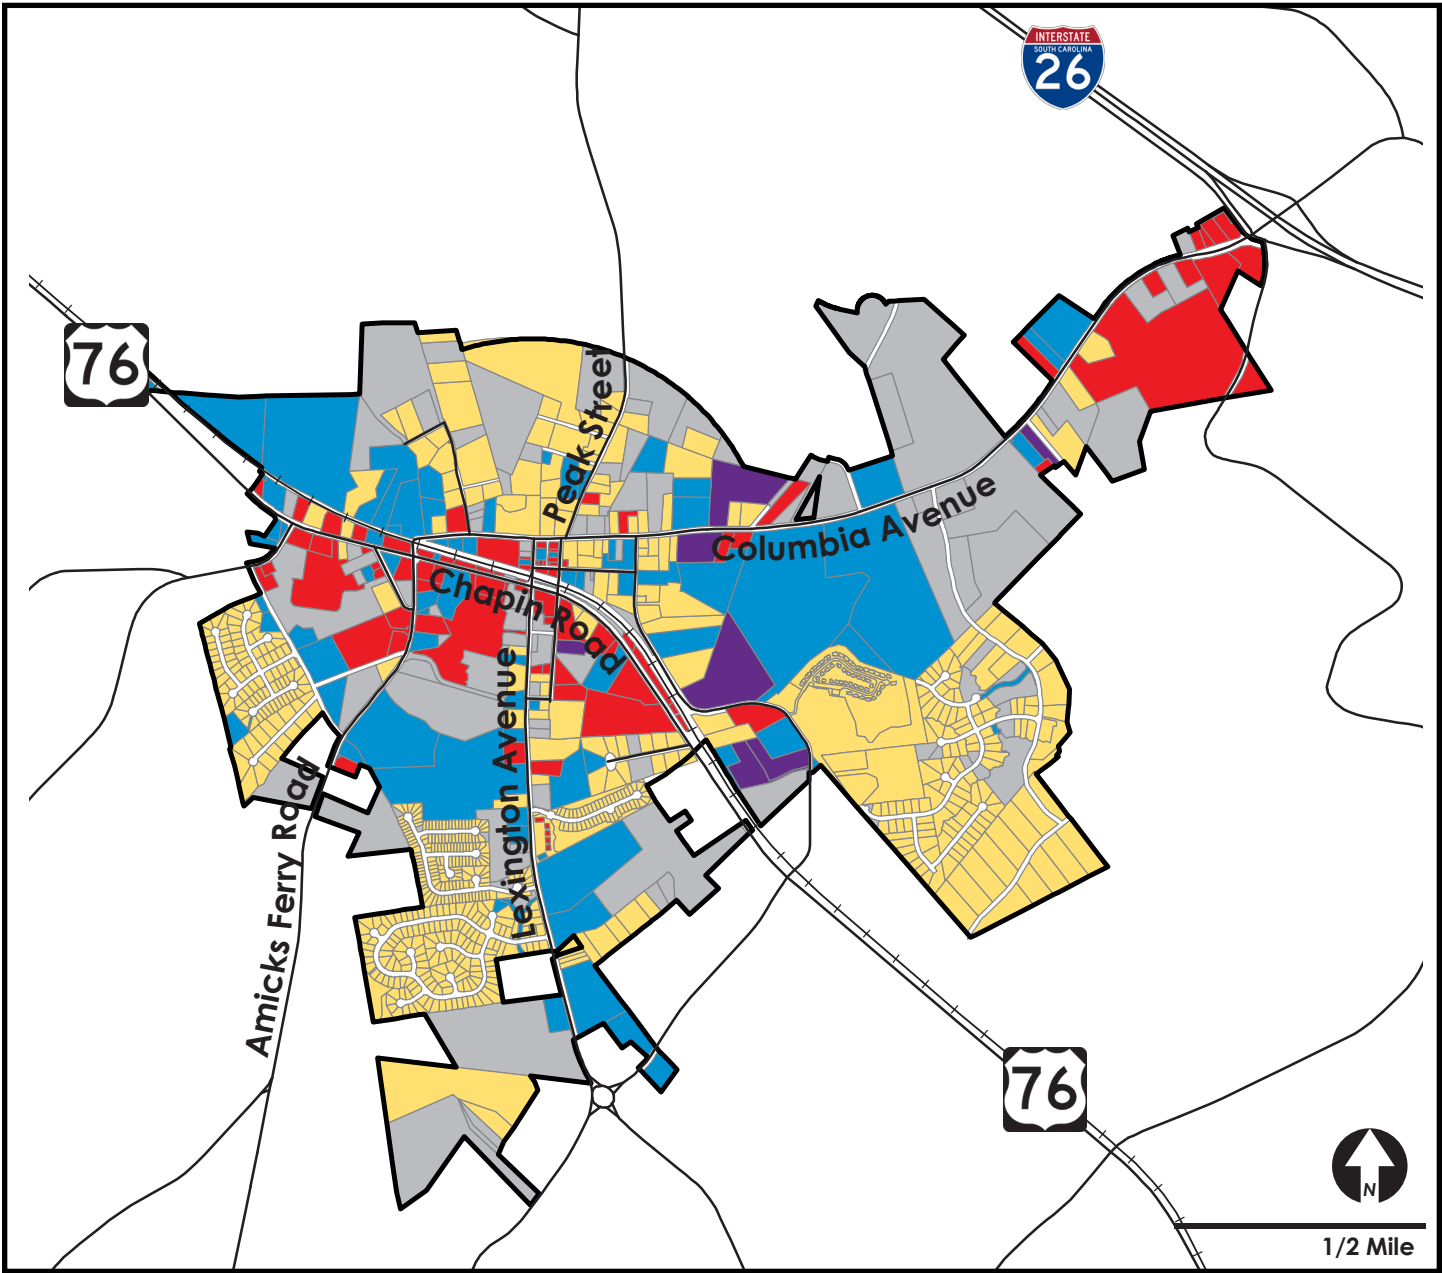 INTERSTATE
SOUTH CAROLINA
26
76
Peak Street
Columbia Avenue
Chapin Road
Lexington Avenue
Amicks Ferry Road
76
N
1/2 Mile